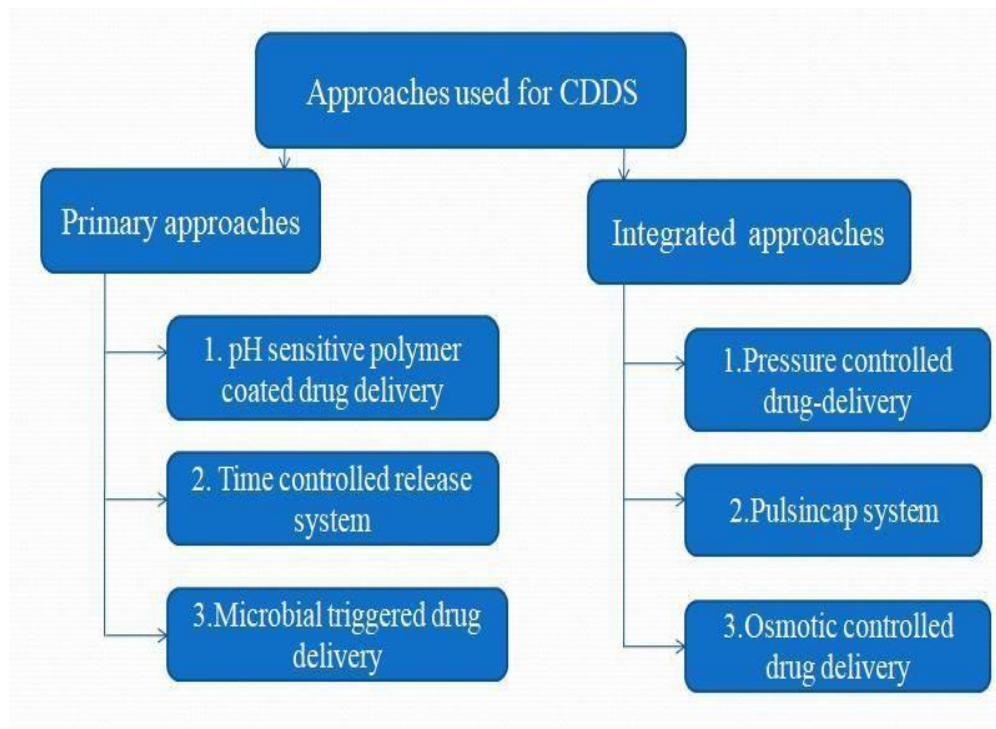 Approaches used for CDDS
Primary approaches
1. pH sensitive polymer
coated drug delivery
2. Time controlled release
system
3.Microbial triggered drug
delivery
Integrated approaches
1.Pressure controlled
drug-delivery
2.Pulsincap system
3.Osmotic controlled
drug delivery